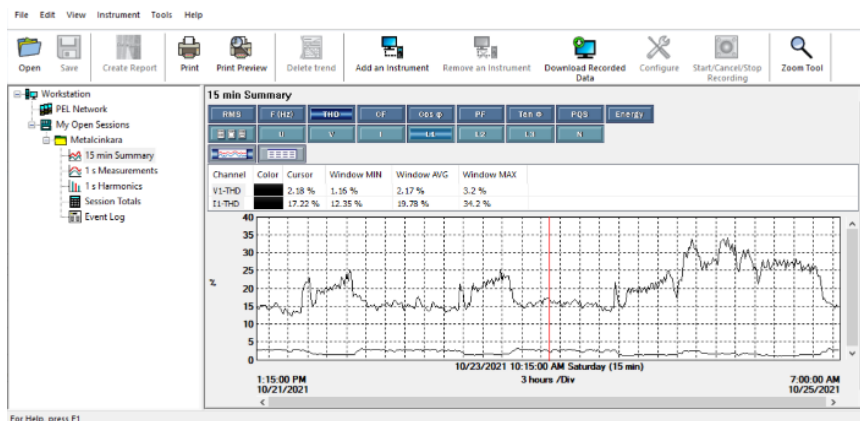 File Edit View Instrument Tools Help
Open Save Create Report Print Print Preview Delete trend Add an Instrument Remove an Instrument Download Recorded Data Configure Start/Cancel/Stop Recording Zoom Tool
Workstation
PEL Network
My Open Sessions
Metalcinkara
15 min Summary
1 s Measurements
1 s Harmonics
Session Totals
Event Log
15 min Summary
RMS F (Hz) THD CF Cos φ PF Tan Φ PQS Energy
U V I L1 L2 L3 N
Channel Color Cursor Window MIN Window AVG Window MAX
V1-THD 2.18 % 1.16 % 2.17 % 3.2 %
I1-THD 17.22 % 12.35 % 19.78 % 34.2 %
40
35
30
25
20
15
10
5
0
%
10/23/2021 10:15:00 AM Saturday (15 min)
1:15:00 PM 3 hours /Div 7:00:00 AM
10/21/2021 10/25/2021
For Help, press F1